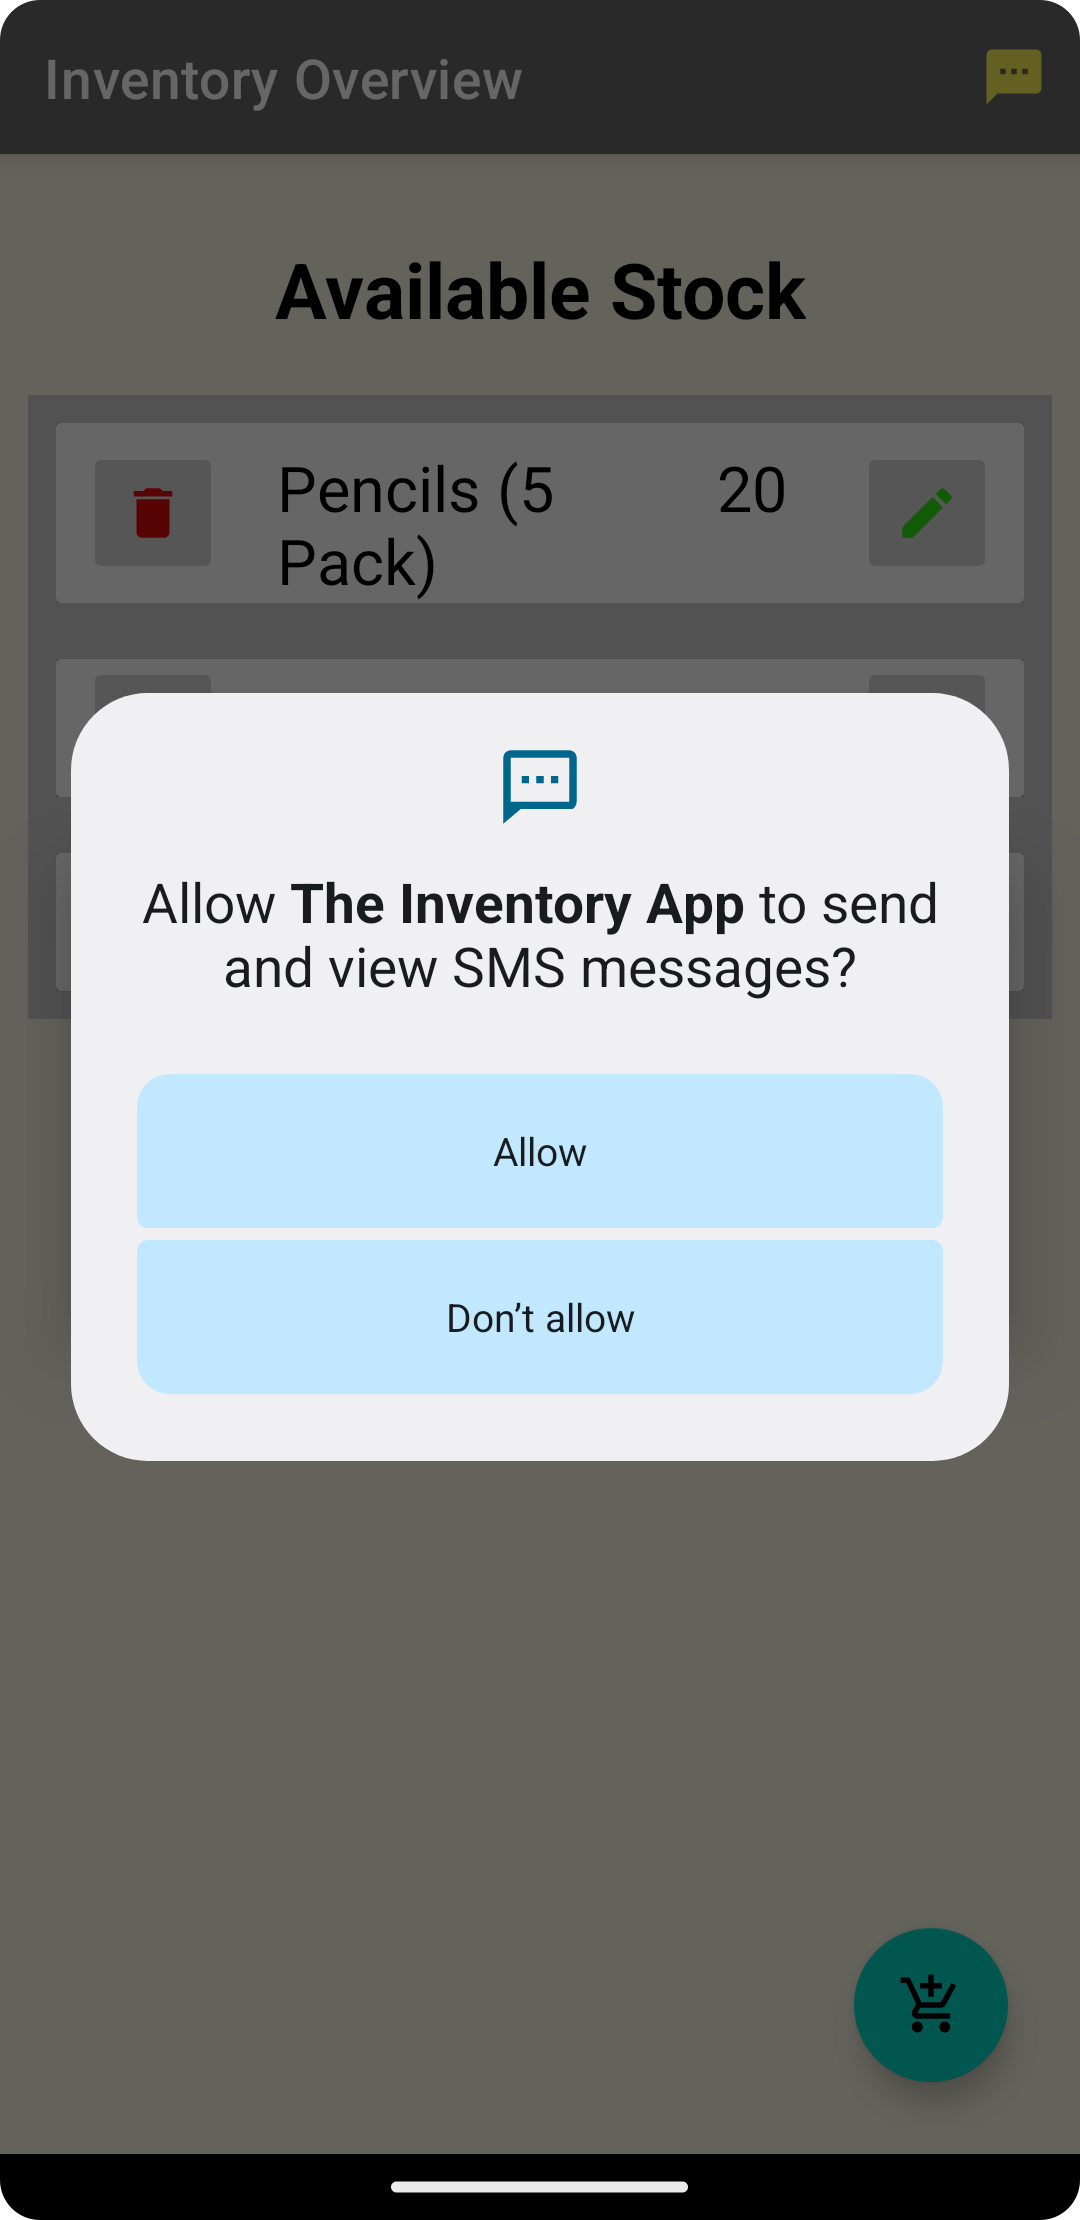 Inventory Overview
Available Stock
Pencils (5 20
Pack)
Allow The Inventory App to send
and view SMS messages?
Allow
Don’t allow